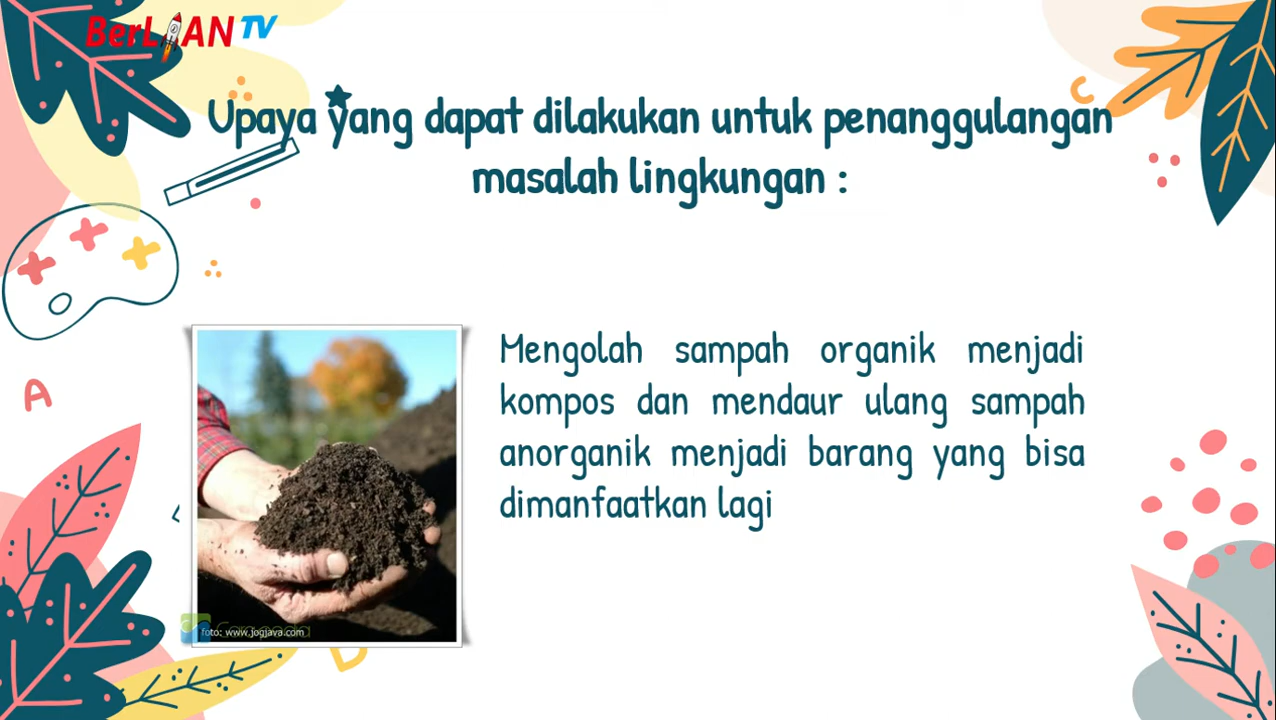 BerLIAN TV
Upaya yang dapat dilakukan untuk penanggulangan
masalah lingkungan :
C
A
Mengolah sampah organik menjadi
kompos dan mendaur ulang sampah
anorganik menjadi barang yang bisa
dimanfaatkan lagi
foto: www.jogjava.com
D